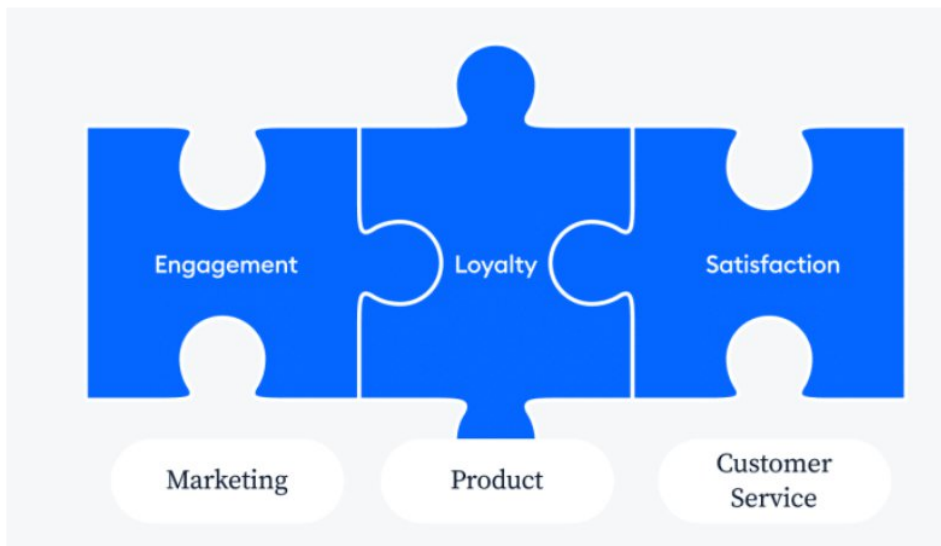 Engagement
Loyalty
Satisfaction
Marketing
Product
Customer
Service